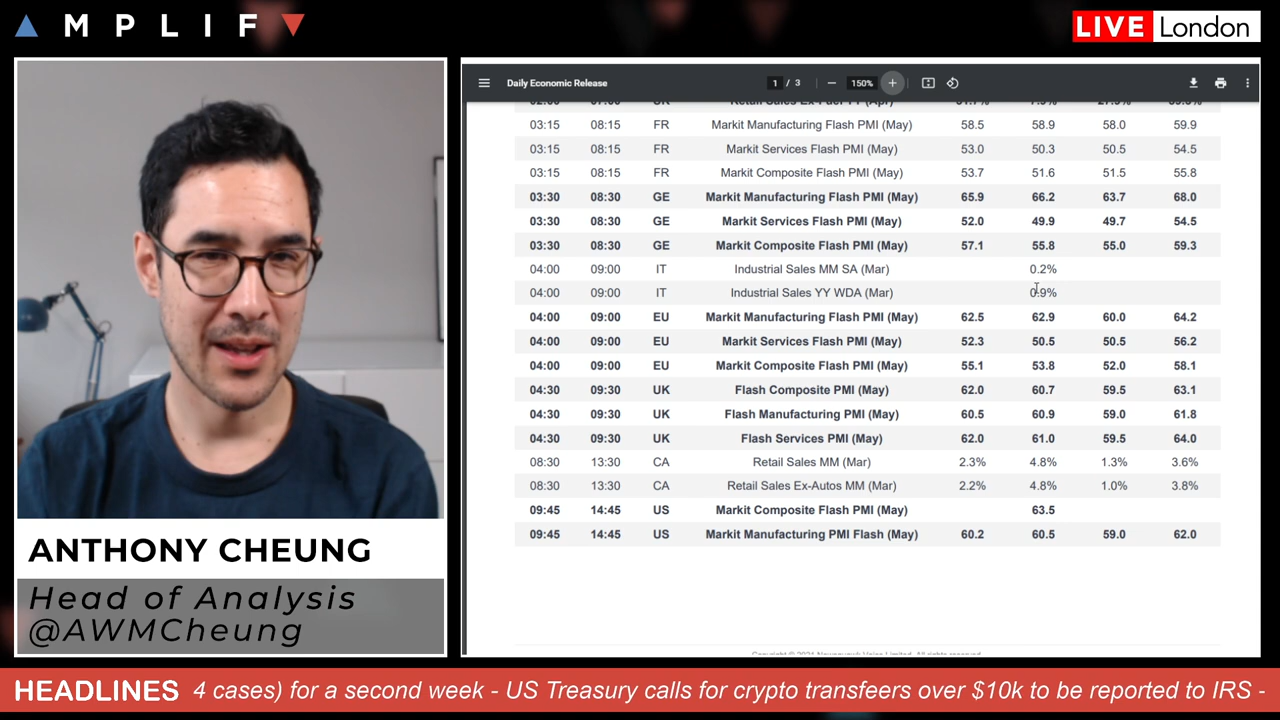 MPLIF
LIVE London
Daily Economic Release
1 / 3
150%
Retail Sales Ex-Fuel YY (Apr)
03:15 08:15 FR Markit Manufacturing Flash PMI (May) 58.5 58.9 58.0 59.9
03:15 08:15 FR Markit Services Flash PMI (May) 53.0 50.3 50.5 54.5
03:15 08:15 FR Markit Composite Flash PMI (May) 53.7 51.6 51.5 55.8
03:30 08:30 GE Markit Manufacturing Flash PMI (May) 65.9 66.2 63.7 68.0
03:30 08:30 GE Markit Services Flash PMI (May) 52.0 49.9 49.7 54.5
03:30 08:30 GE Markit Composite Flash PMI (May) 57.1 55.8 55.0 59.3
04:00 09:00 IT Industrial Sales MM SA (Mar) 0.2%
04:00 09:00 IT Industrial Sales YY WDA (Mar) 0.9%
04:00 09:00 EU Markit Manufacturing Flash PMI (May) 62.5 62.9 60.0 64.2
04:00 09:00 EU Markit Services Flash PMI (May) 52.3 50.5 50.5 56.2
04:00 09:00 EU Markit Composite Flash PMI (May) 55.1 53.8 52.0 58.1
04:30 09:30 UK Flash Composite PMI (May) 62.0 60.7 59.5 63.1
04:30 09:30 UK Flash Manufacturing PMI (May) 60.5 60.9 59.0 61.8
04:30 09:30 UK Flash Services PMI (May) 62.0 61.0 59.5 64.0
08:30 13:30 CA Retail Sales MM (Mar) 2.3% 4.8% 1.3% 3.6%
08:30 13:30 CA Retail Sales Ex-Autos MM (Mar) 2.2% 4.8% 1.0% 3.8%
09:45 14:45 US Markit Composite Flash PMI (May) 63.5
09:45 14:45 US Markit Manufacturing PMI Flash (May) 60.2 60.5 59.0 62.0
ANTHONY CHEUNG
Head of Analysis
@AWMCheung
HEADLINES 4 cases) for a second week - US Treasury calls for crypto transfeers over $10k to be reported to IRS -